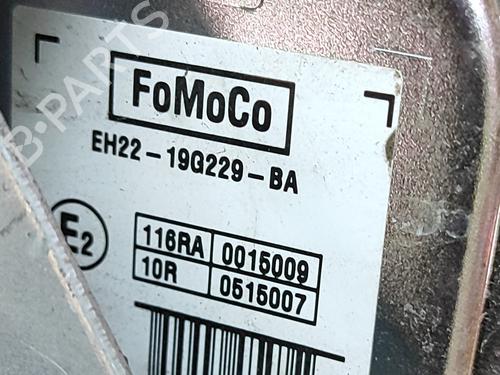 B-PARTS
FoMoCo
EH22-19G229-BA
E2
116RA 0015009
10R 0515007